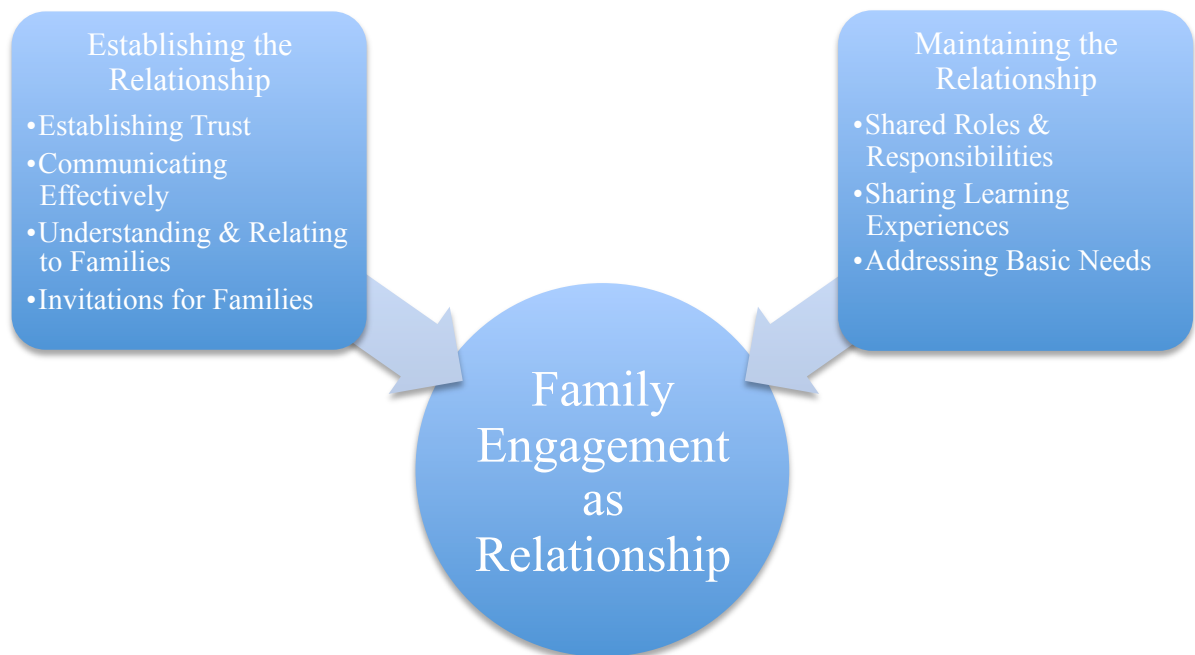 Establishing the
Relationship
•Establishing Trust
•Communicating
Effectively
•Understanding & Relating
to Families
•Invitations for Families
Maintaining the
Relationship
•Shared Roles &
Responsibilities
•Sharing Learning
Experiences
•Addressing Basic Needs
Family
Engagement
as
Relationship